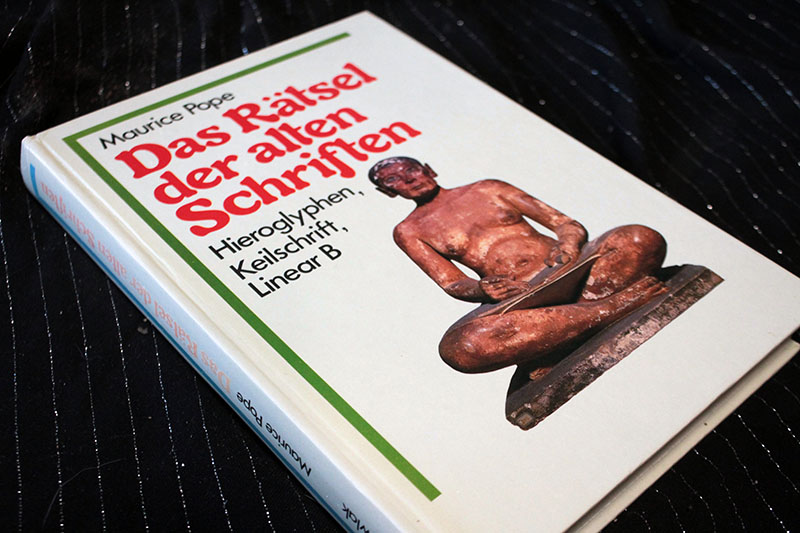 Maurice Pope
Das Rätsel
der alten
Schriften
Hieroglyphen,
Keilschrift,
Linear B
Das Rätsel der alten Schriften
Maurice Pope